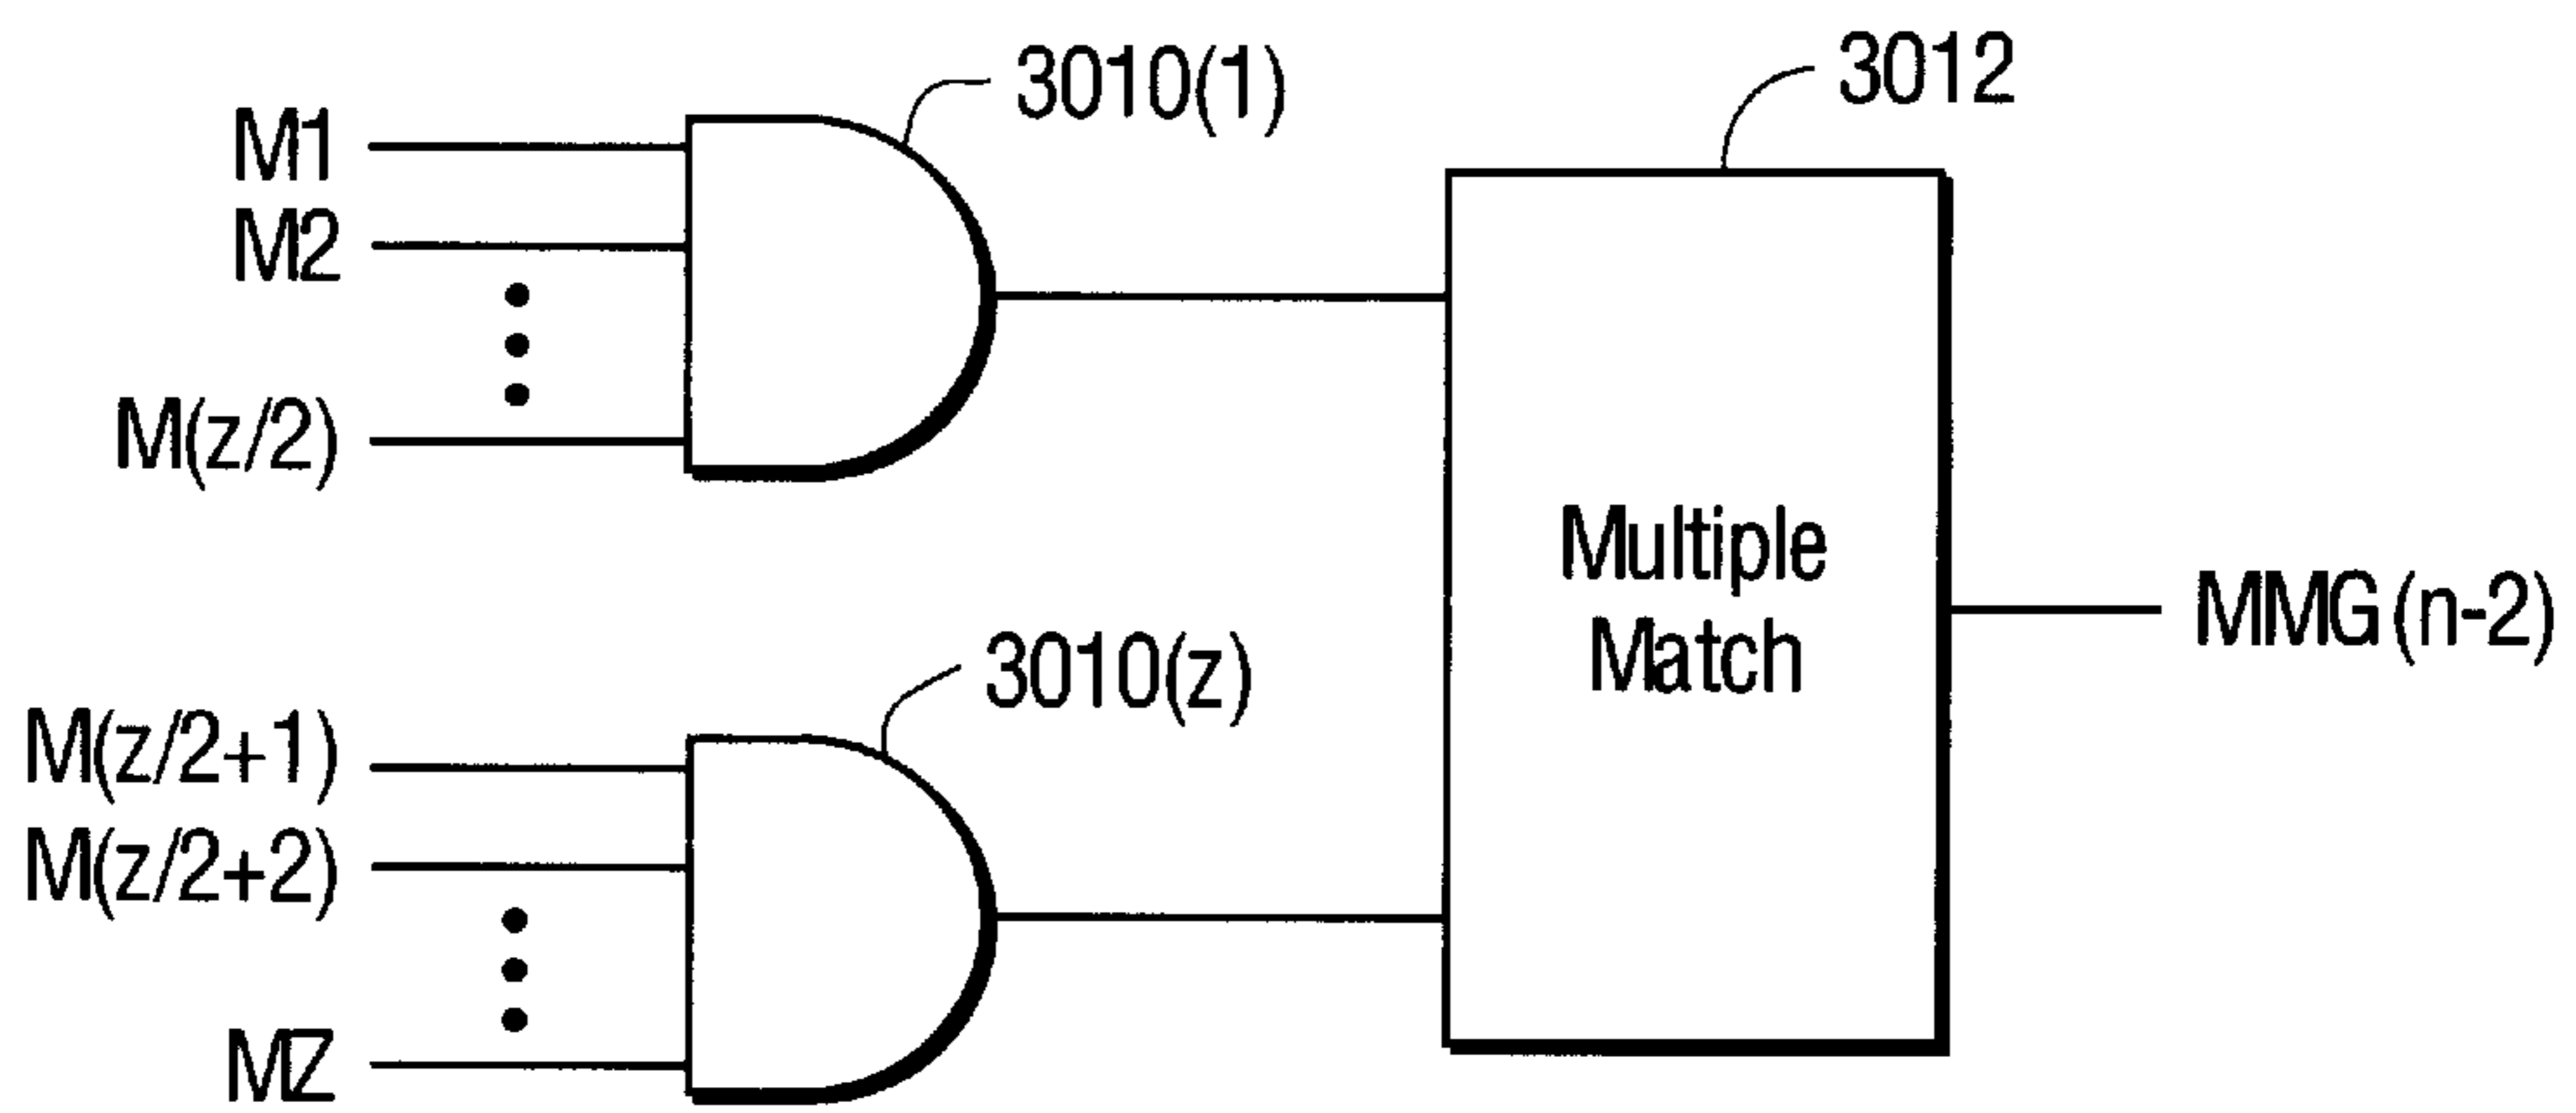 3010(1)
3012
M1
M2
M(z/2)
Multiple
Match
MMG(n-2)
3010(z)
M(z/2+1)
M(z/2+2)
MZ